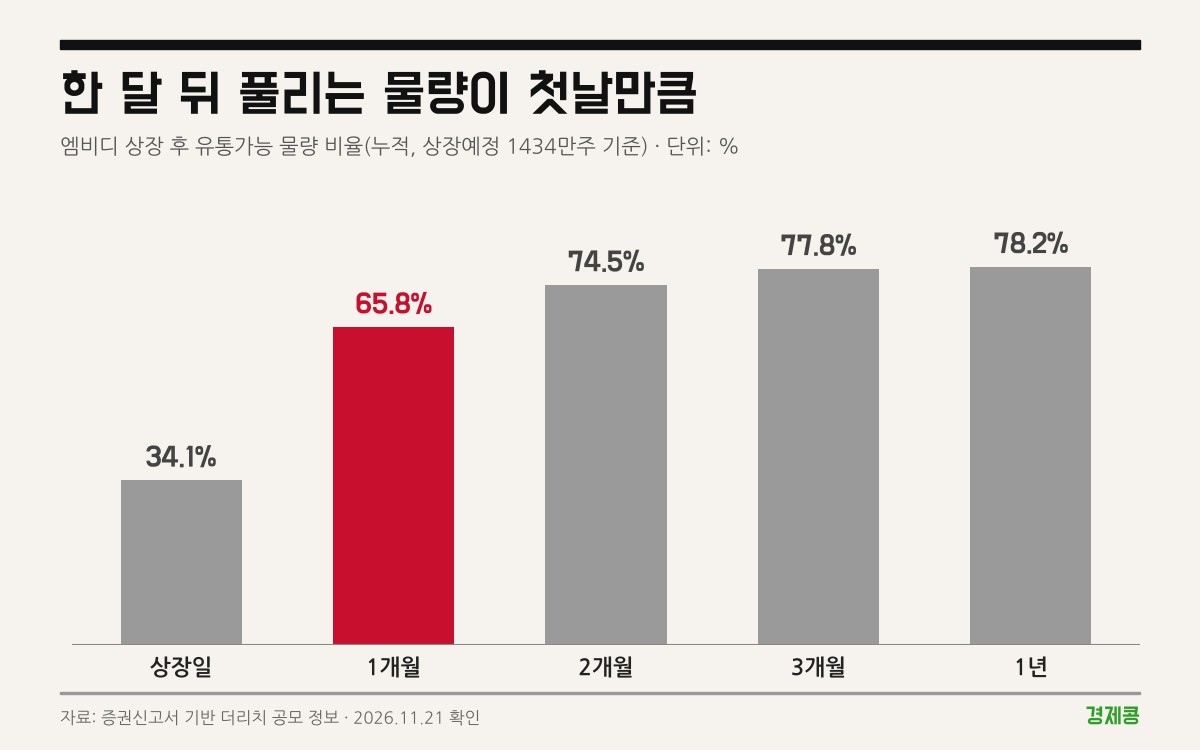 한 달 뒤 풀리는 물량이 첫날만큼
엠비디 상장 후 유통가능 물량 비율(누적, 상장예정 1434만주 기준) · 단위: %
34.1%
65.8%
74.5%
77.8%
78.2%
상장일
1개월
2개월
3개월
1년
자료: 증권신고서 기반 더리치 공모 정보 · 2026.11.21 확인
경제콩